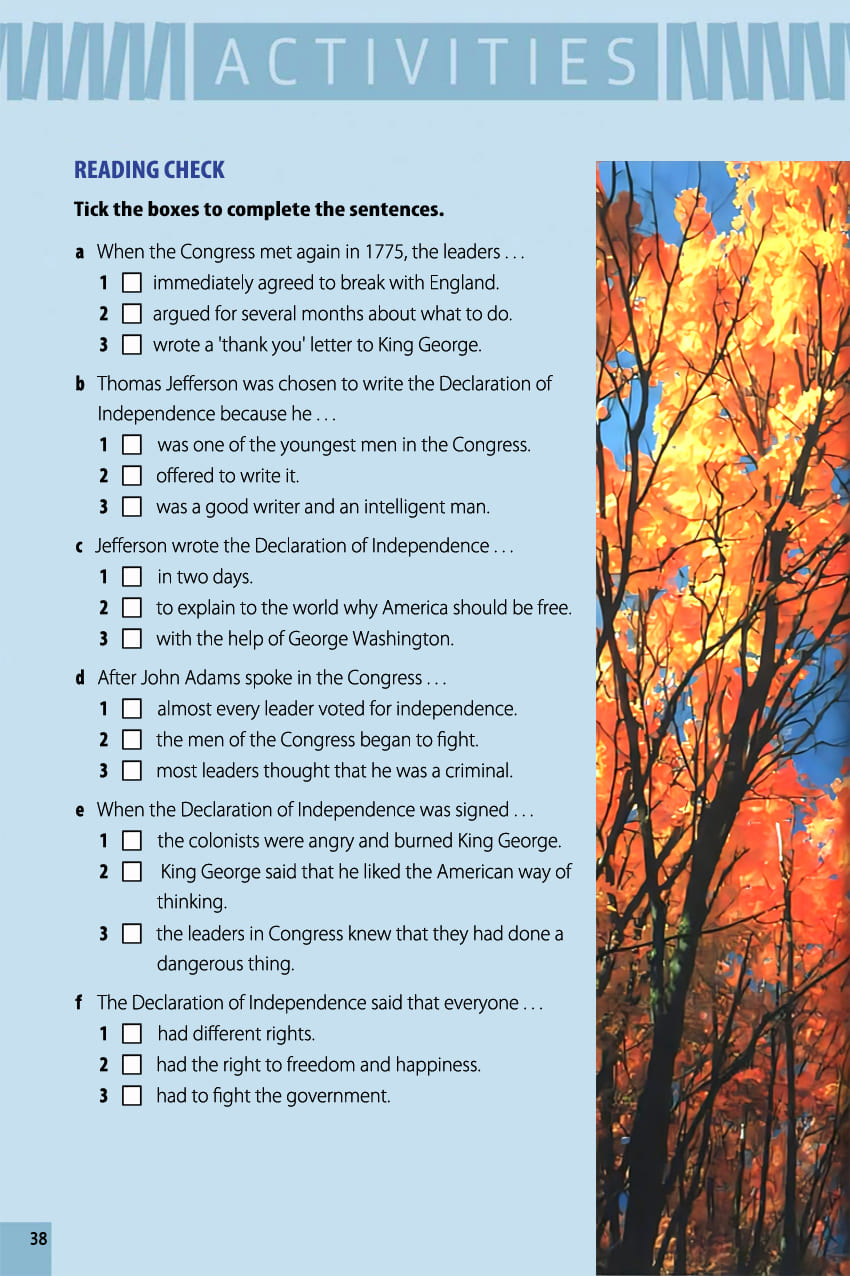 ACTIVITIES
READING CHECK
Tick the boxes to complete the sentences.
a When the Congress met again in 1775, the leaders . . .
1 immediately agreed to break with England.
2 argued for several months about what to do.
3 wrote a 'thank you' letter to King George.
b Thomas Jefferson was chosen to write the Declaration of
Independence because he . . .
1 was one of the youngest men in the Congress.
2 offered to write it.
3 was a good writer and an intelligent man.
c Jefferson wrote the Declaration of Independence . . .
1 in two days.
2 to explain to the world why America should be free.
3 with the help of George Washington.
d After John Adams spoke in the Congress . . .
1 almost every leader voted for independence.
2 the men of the Congress began to fight.
3 most leaders thought that he was a criminal.
e When the Declaration of Independence was signed . . .
1 the colonists were angry and burned King George.
2 King George said that he liked the American way of
thinking.
3 the leaders in Congress knew that they had done a
dangerous thing.
f The Declaration of Independence said that everyone . . .
1 had different rights.
2 had the right to freedom and happiness.
3 had to fight the government.
38